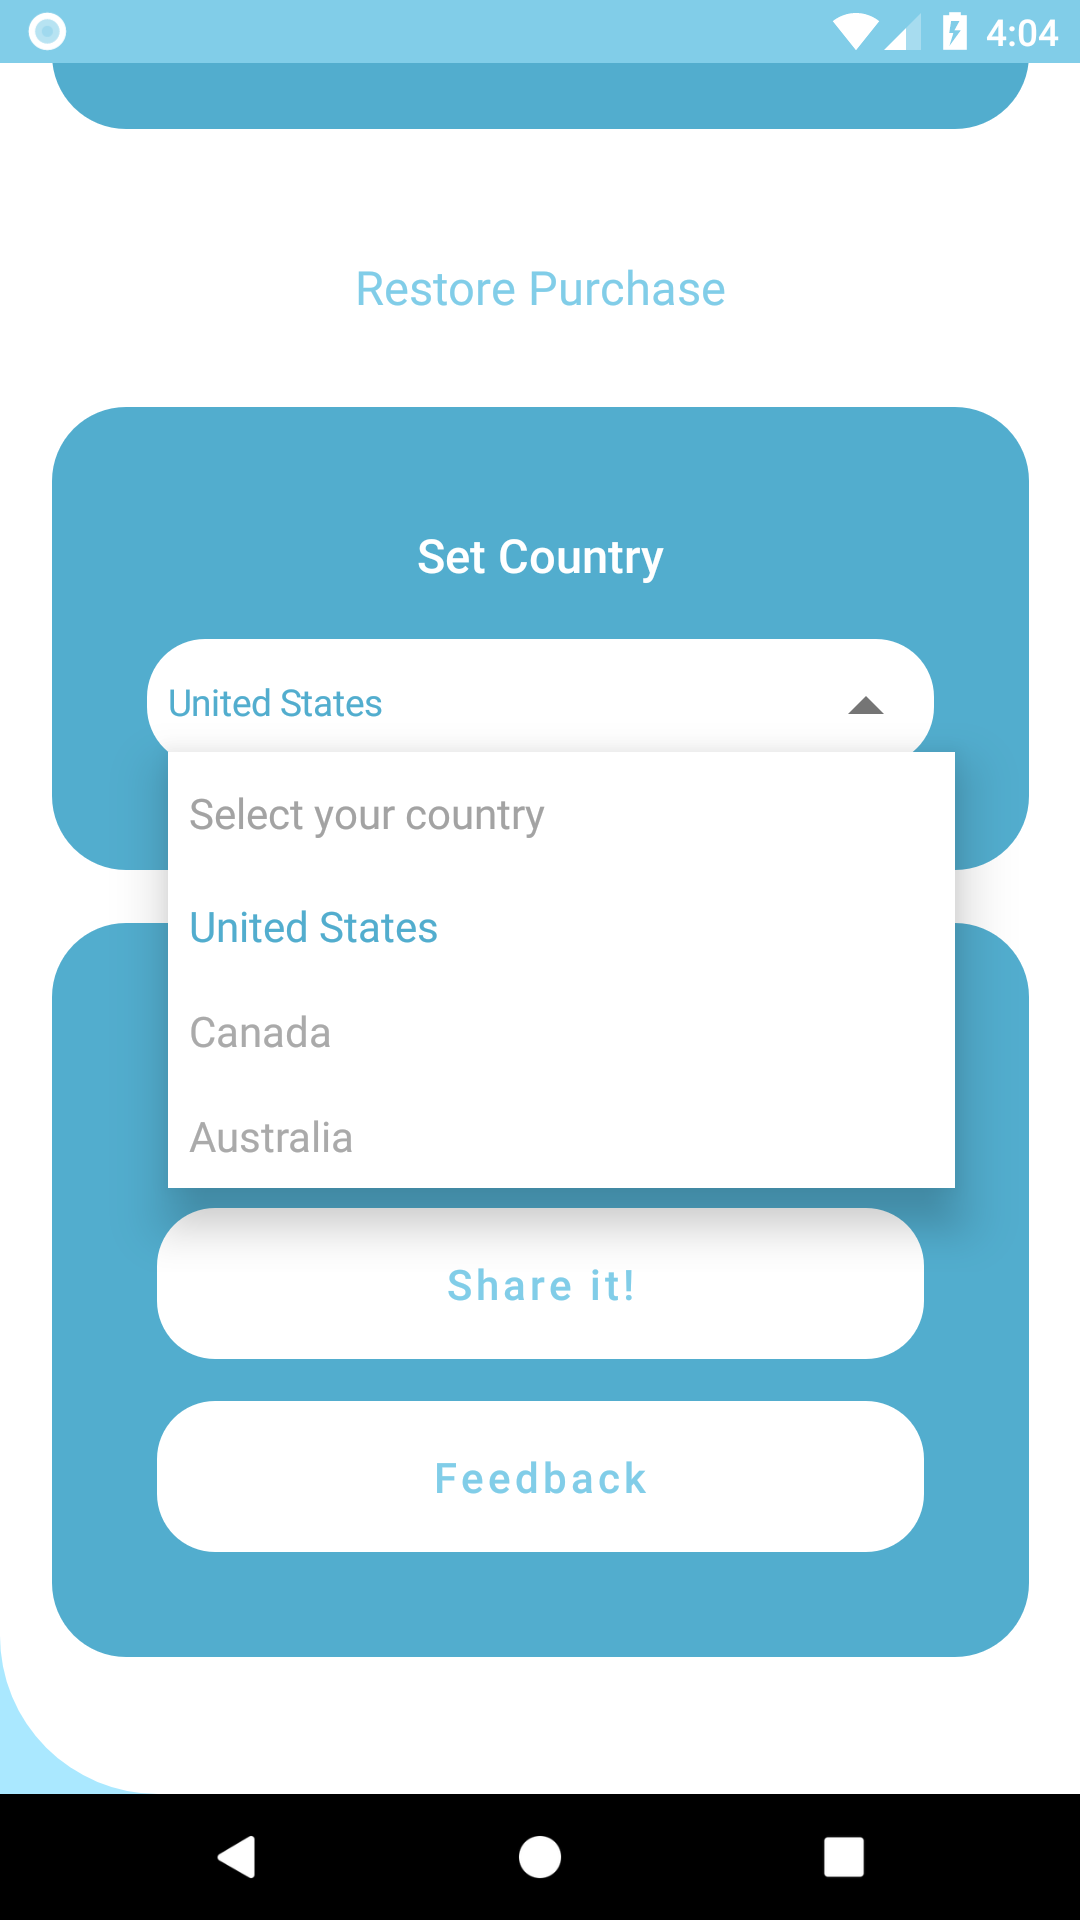 4:04
Restore Purchase
Set Country
United States
Select your country
United States
Canada
Australia
Share it!
Feedback